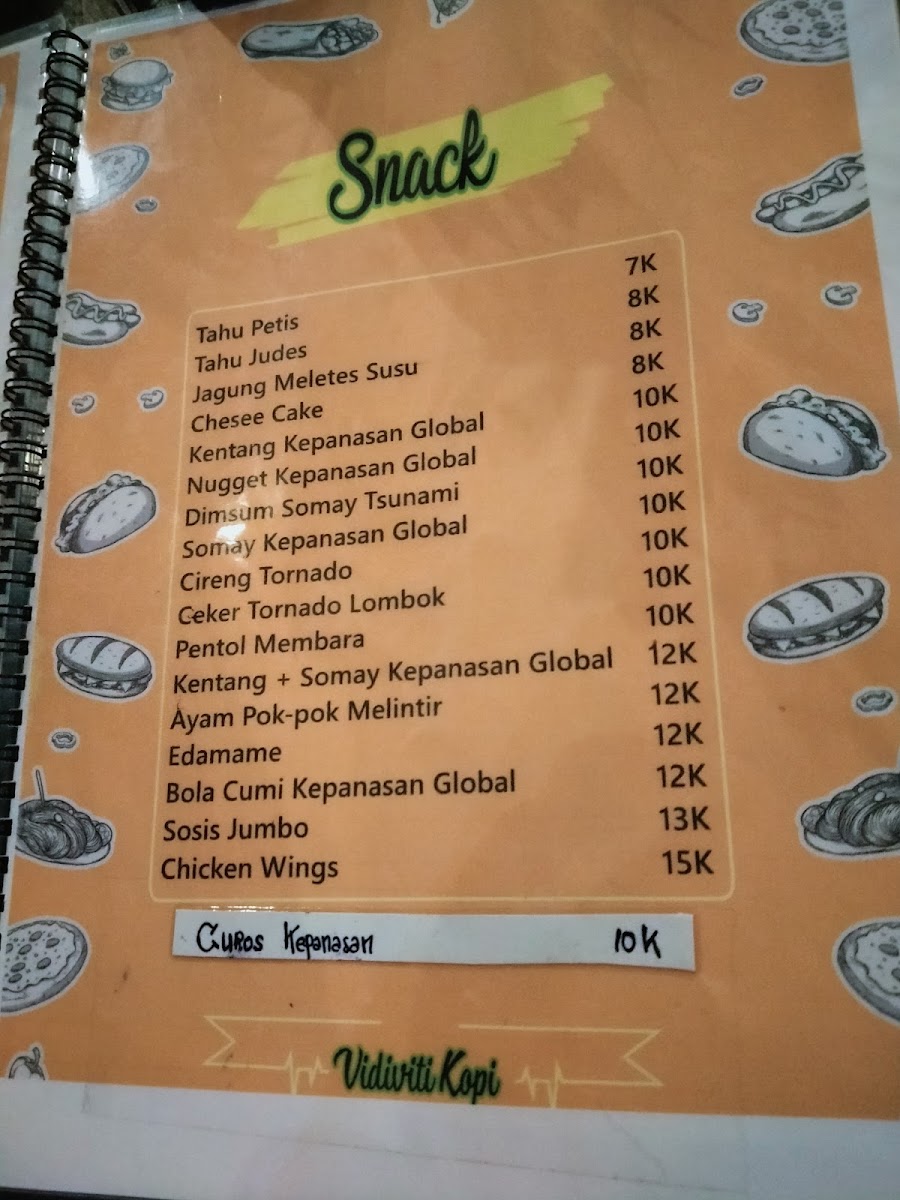 Snack
Tahu Petis 7K
Tahu Judes 8K
Jagung Meletes Susu 8K
Chesee Cake 8K
Kentang Kepanasan Global 10K
Nugget Kepanasan Global 10K
Dimsum Somay Tsunami 10K
Somay Kepanasan Global 10K
Cireng Tornado 10K
Ceker Tornado Lombok 10K
Pentol Membara 10K
Kentang + Somay Kepanasan Global 12K
Ayam Pok-pok Melintir 12K
Edamame 12K
Bola Cumi Kepanasan Global 12K
Sosis Jumbo 13K
Chicken Wings 15K
Curos Kepanasan 10K
Vidiviti Kopi